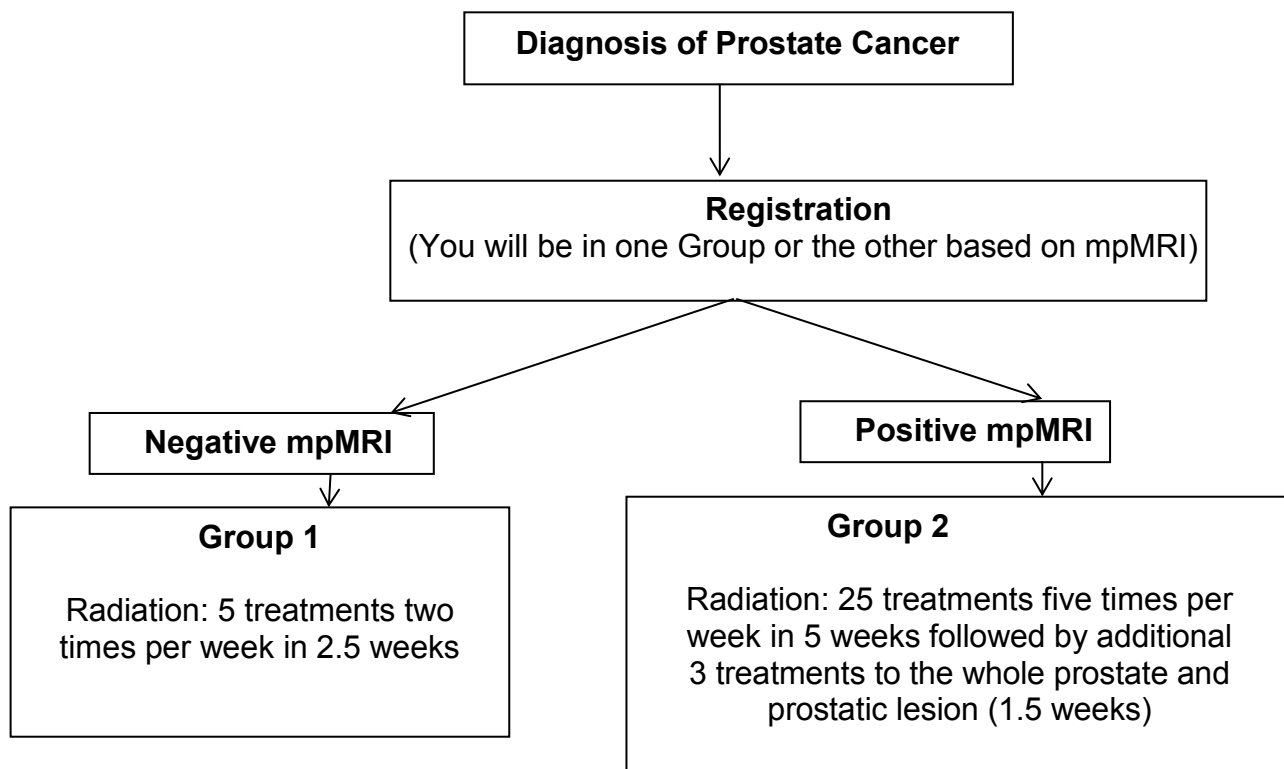 Diagnosis of Prostate Cancer
Registration
(You will be in one Group or the other based on mpMRI)
Negative mpMRI
Positive mpMRI
Group 1
Radiation: 5 treatments two
times per week in 2.5 weeks
Group 2
Radiation: 25 treatments five times per
week in 5 weeks followed by additional
3 treatments to the whole prostate and
prostatic lesion (1.5 weeks)